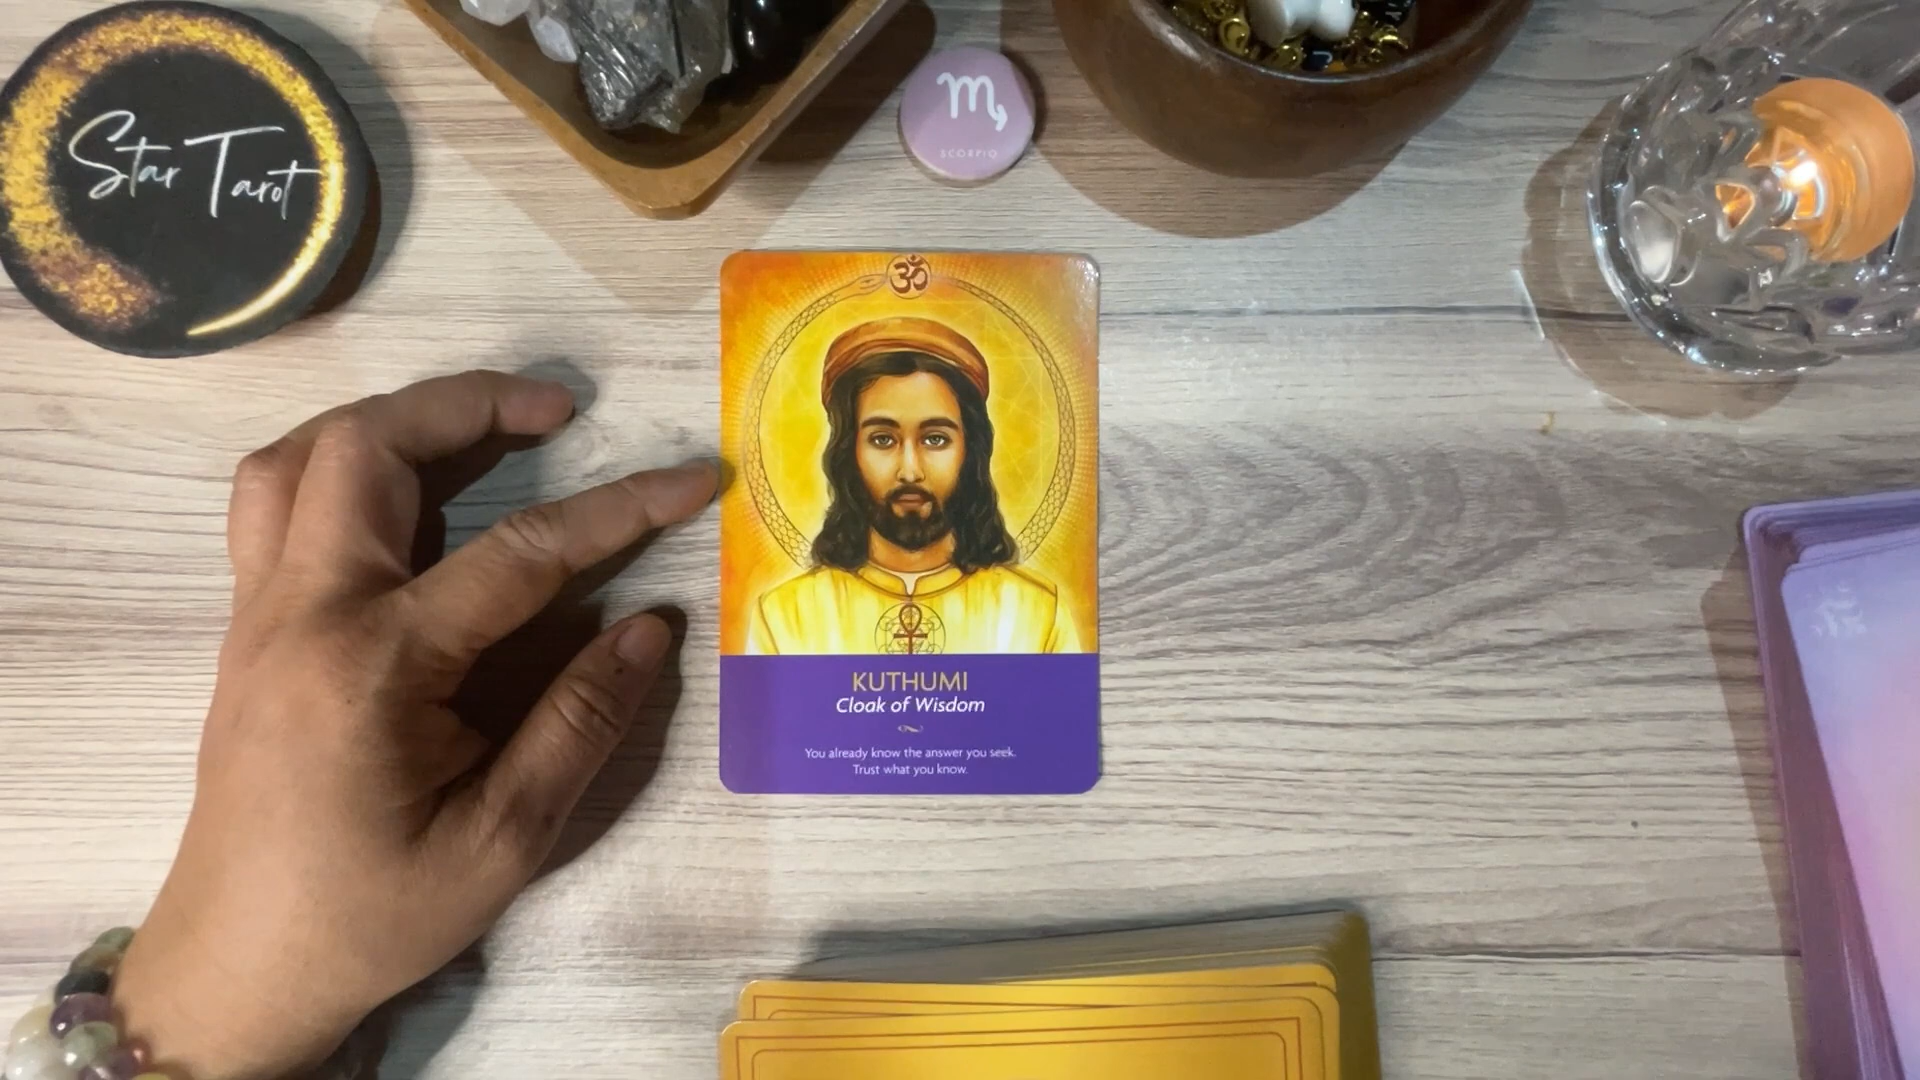 Star Tarot
SCORPIO
ॐ
KUTHUMI
Cloak of Wisdom
You already know the answer you seek.
Trust what you know.